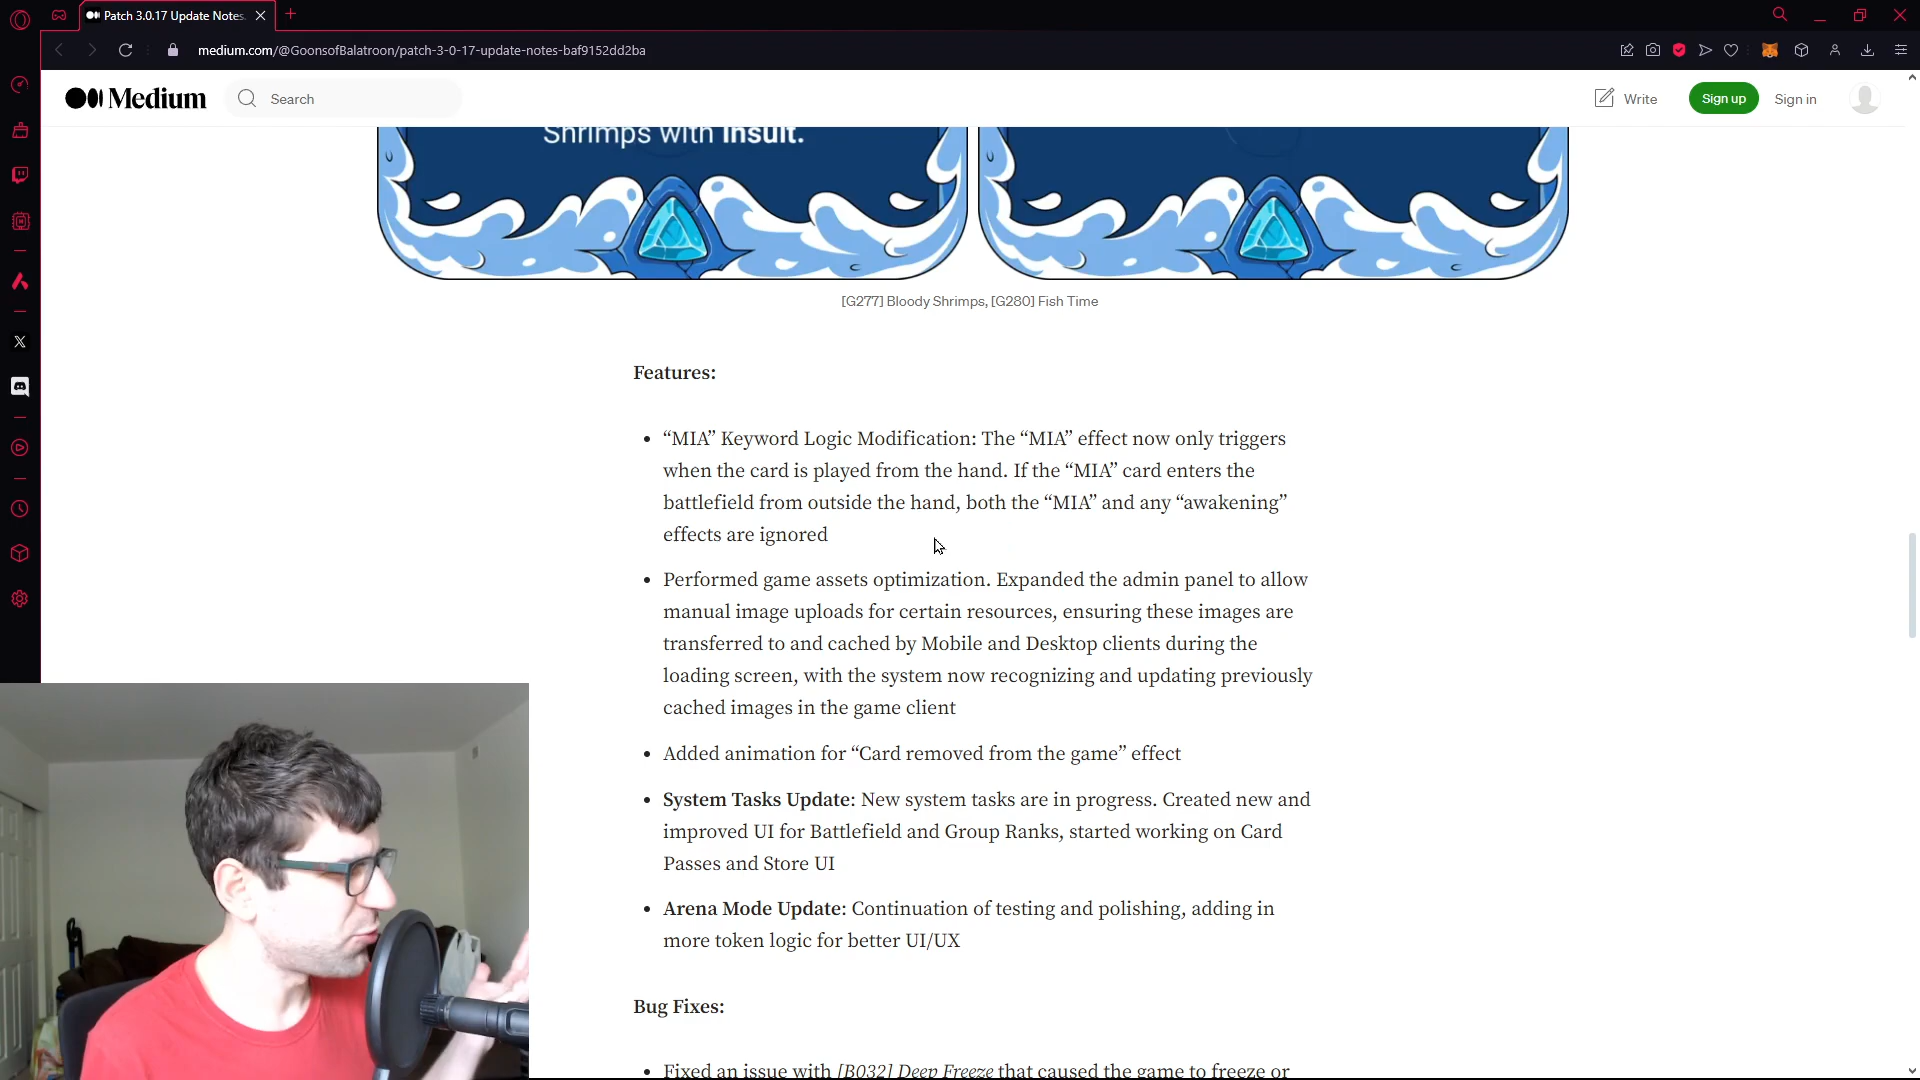 Patch 3.0.17 Update Notes.
medium.com/@GoonsofBalatroon/patch-3-0-17-update-notes-baf9152dd2ba
Medium
Search
Write
Sign up
Sign in
Shrimps with Insult.
[G277] Bloody Shrimps, [G280] Fish Time
Features:
“MIA” Keyword Logic Modification: The “MIA” effect now only triggers
when the card is played from the hand. If the “MIA” card enters the
battlefield from outside the hand, both the “MIA” and any “awakening”
effects are ignored
Performed game assets optimization. Expanded the admin panel to allow
manual image uploads for certain resources, ensuring these images are
transferred to and cached by Mobile and Desktop clients during the
loading screen, with the system now recognizing and updating previously
cached images in the game client
Added animation for “Card removed from the game” effect
System Tasks Update: New system tasks are in progress. Created new and
improved UI for Battlefield and Group Ranks, started working on Card
Passes and Store UI
Arena Mode Update: Continuation of testing and polishing, adding in
more token logic for better UI/UX
Bug Fixes:
Fixed an issue with [B032] Deep Freeze that caused the game to freeze or